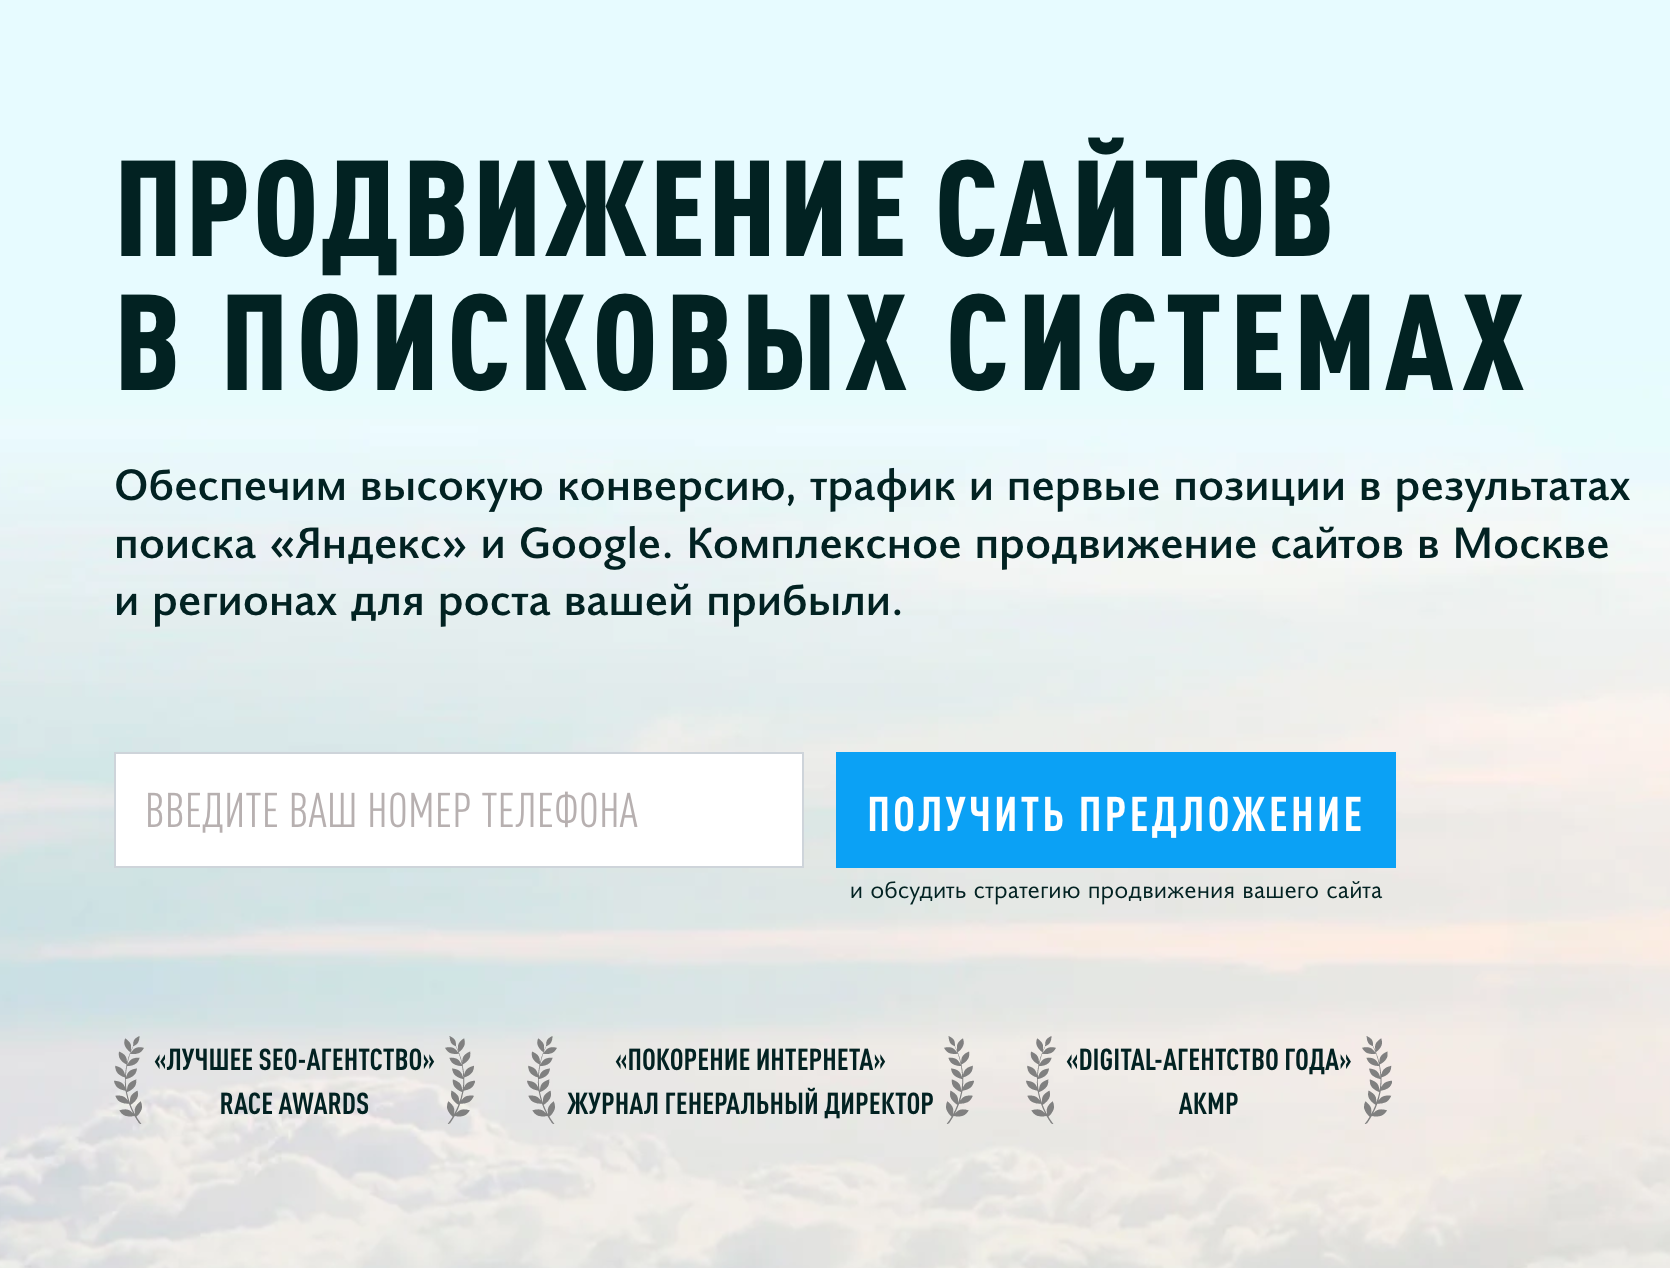 ПРОДВИЖЕНИЕ САЙТОВ
В ПОИСКОВЫХ СИСТЕМАХ
Обеспечим высокую конверсию, трафик и первые позиции в результатах
поиска «Яндекс» и Google. Комплексное продвижение сайтов в Москве
и регионах для роста вашей прибыли.
ВВЕДИТЕ ВАШ НОМЕР ТЕЛЕФОНА
ПОЛУЧИТЬ ПРЕДЛОЖЕНИЕ
и обсудить стратегию продвижения вашего сайта
«ЛУЧШЕЕ SEO-АГЕНТСТВО»
RACE AWARDS
«ПОКОРЕНИЕ ИНТЕРНЕТА»
ЖУРНАЛ ГЕНЕРАЛЬНЫЙ ДИРЕКТОР
«DIGITAL-АГЕНТСТВО ГОДА»
АКМР